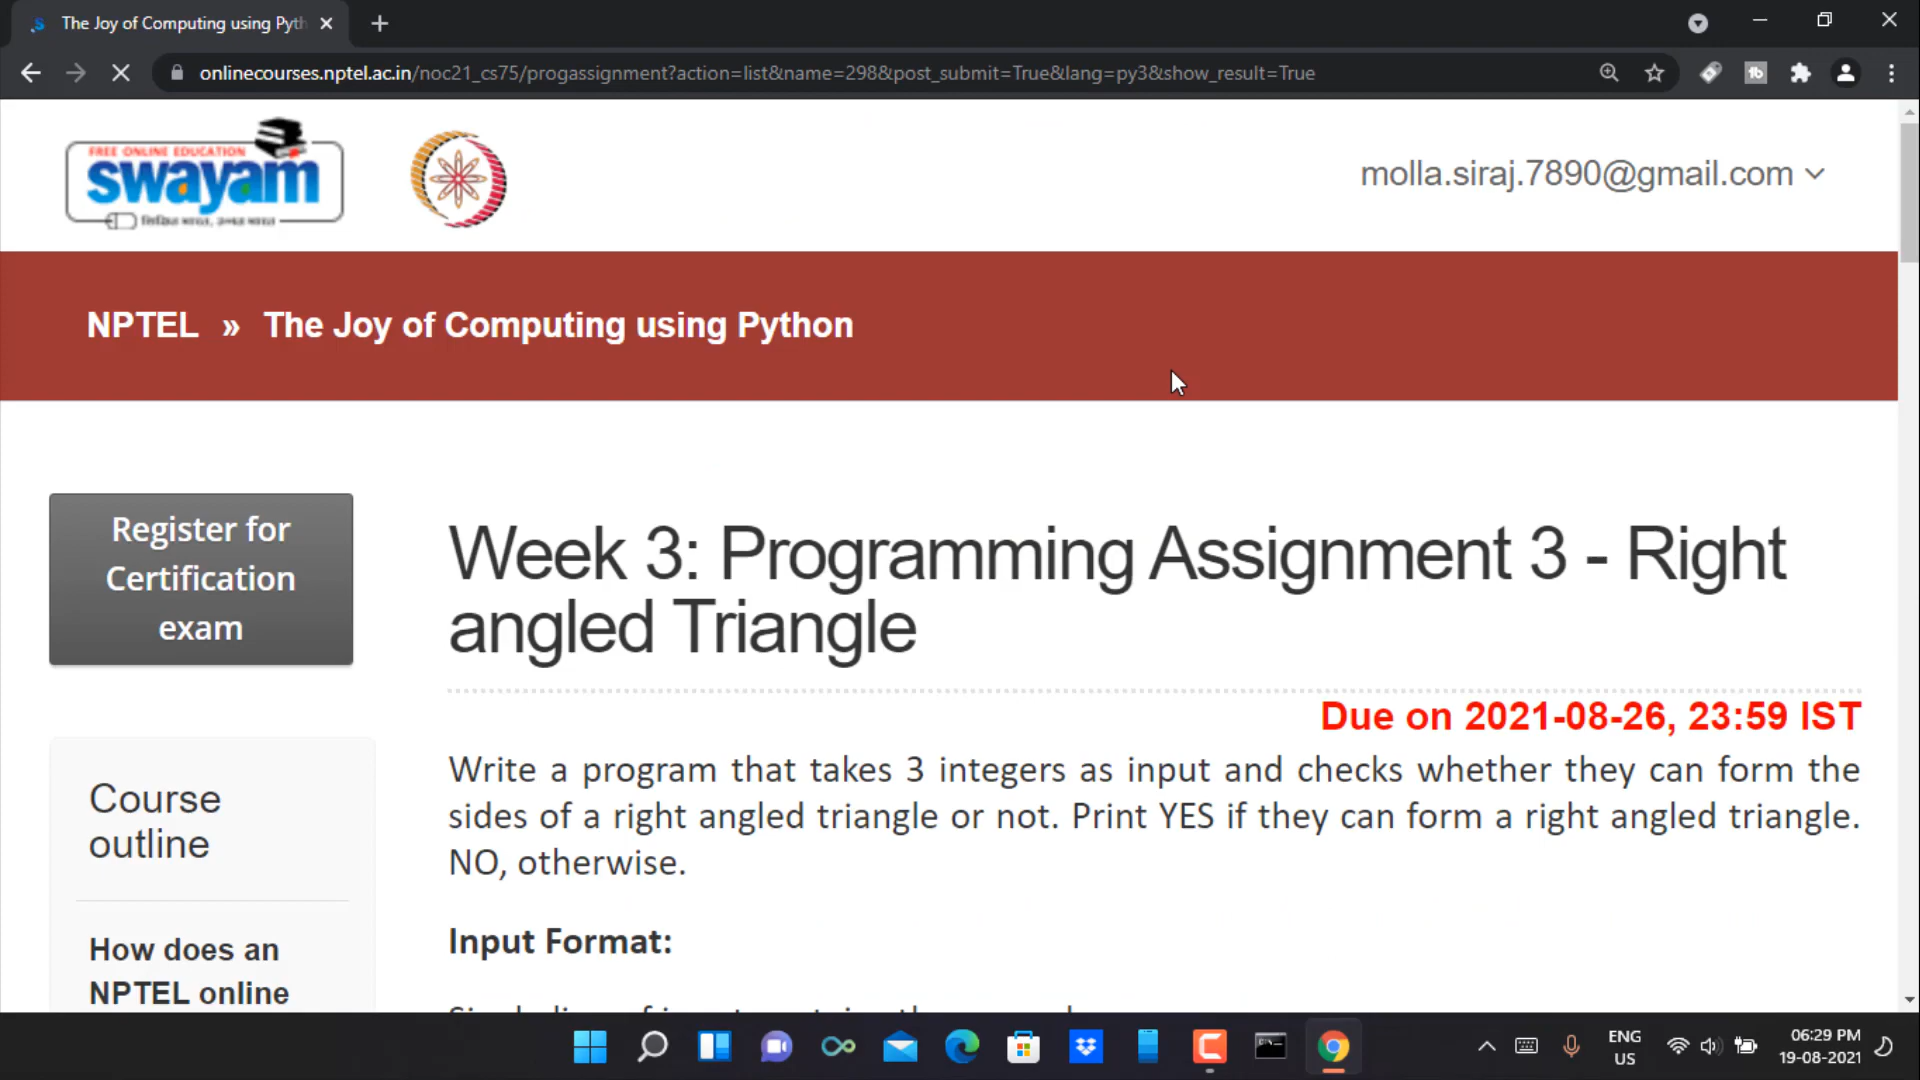 The Joy of Computing using Pyth
onlinecourses.nptel.ac.in/noc21_cs75/progassignment?action=list&name=298&post_submit=True&lang=py3&show_result=True
FREE ONLINE EDUCATION
swayam
molla.siraj.7890@gmail.com
NPTEL » The Joy of Computing using Python
Register for
Certification
exam
Week 3: Programming Assignment 3 - Right
angled Triangle
Due on 2021-08-26, 23:59 IST
Write a program that takes 3 integers as input and checks whether they can form the
sides of a right angled triangle or not. Print YES if they can form a right angled triangle.
NO, otherwise.
Input Format:
Course
outline
How does an
NPTEL online
ENG
US
06:29 PM
19-08-2021